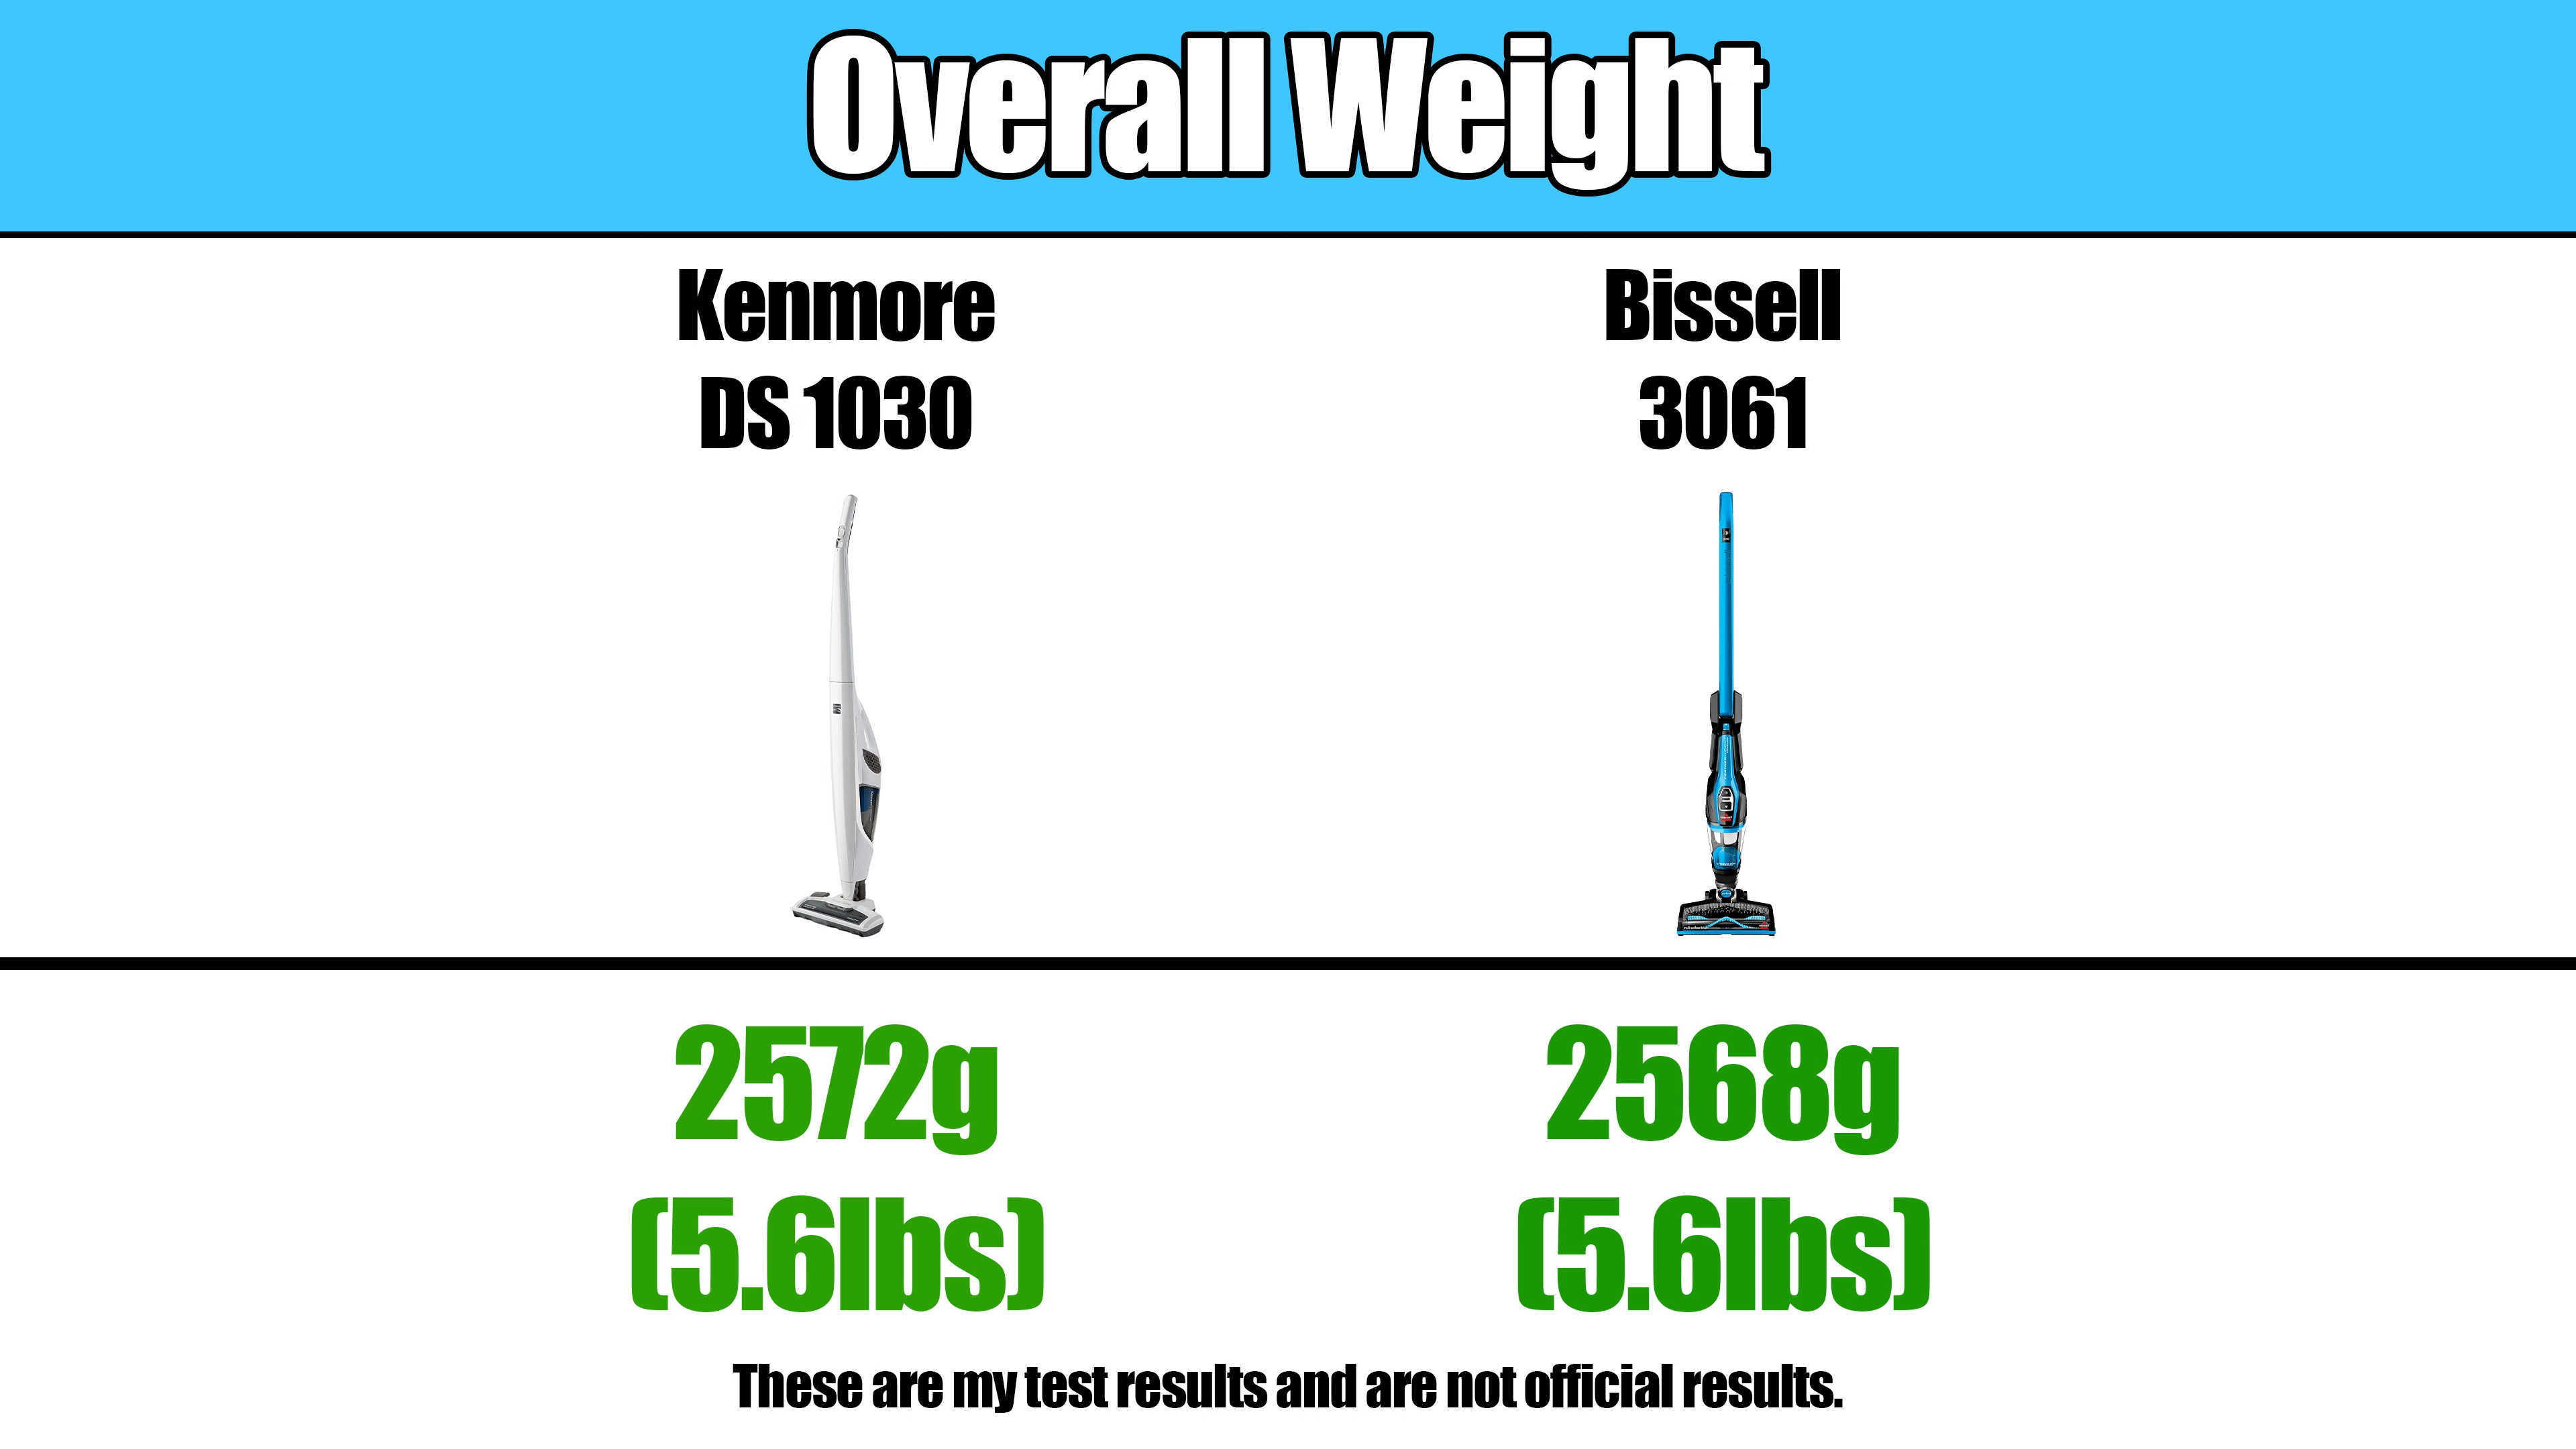 Overall Weight
Kenmore
DS 1030
Bissell
3061
2572g
(5.6lbs)
2568g
(5.6lbs)
These are my test results and are not official results.